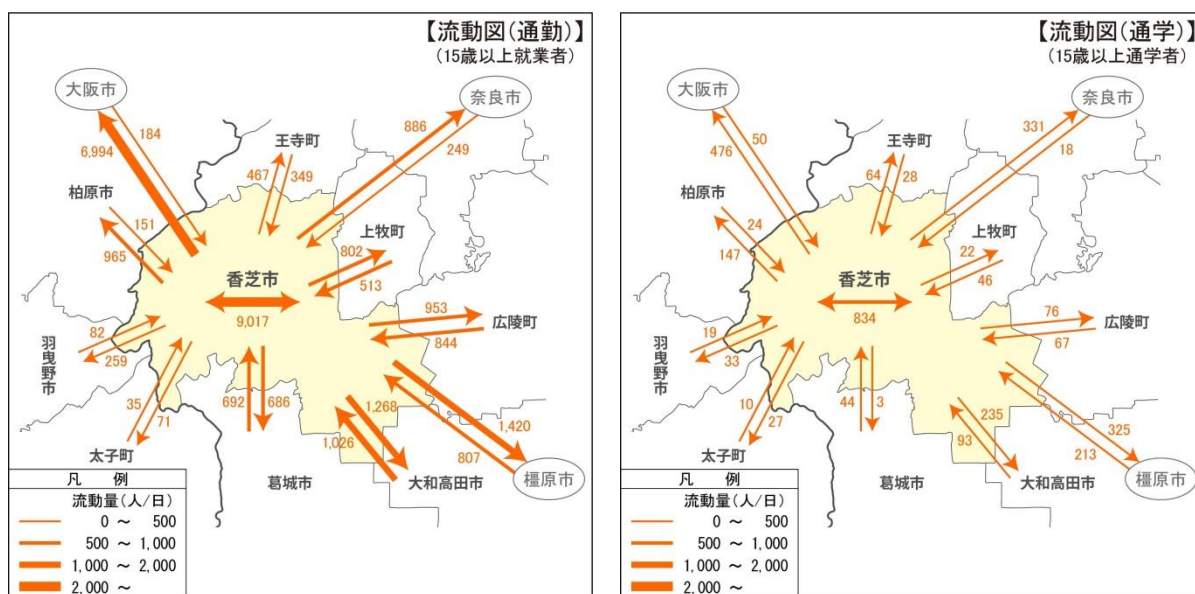 【流動図(通勤)】
(15歳以上就業者)
大阪市
奈良市
184
6,994
886
249
王寺町
467
349
柏原市
151
965
上牧町
802
513
香芝市
9,017
953
844
広陵町
82
259
羽曳野市
35
71
692
686
1,268
1,026
1,420
807
太子町
葛城市
大和高田市
橿原市
凡 例
流動量(人/日)
0 ~ 500
500 ~ 1,000
1,000 ~ 2,000
2,000 ~
【流動図(通学)】
(15歳以上通学者)
大阪市
奈良市
50
476
331
18
王寺町
64
28
柏原市
24
147
上牧町
22
46
香芝市
834
76
67
広陵町
19
33
羽曳野市
10
27
44
3
235
93
325
213
太子町
葛城市
大和高田市
橿原市
凡 例
流動量(人/日)
0 ~ 500
500 ~ 1,000
1,000 ~ 2,000
2,000 ~